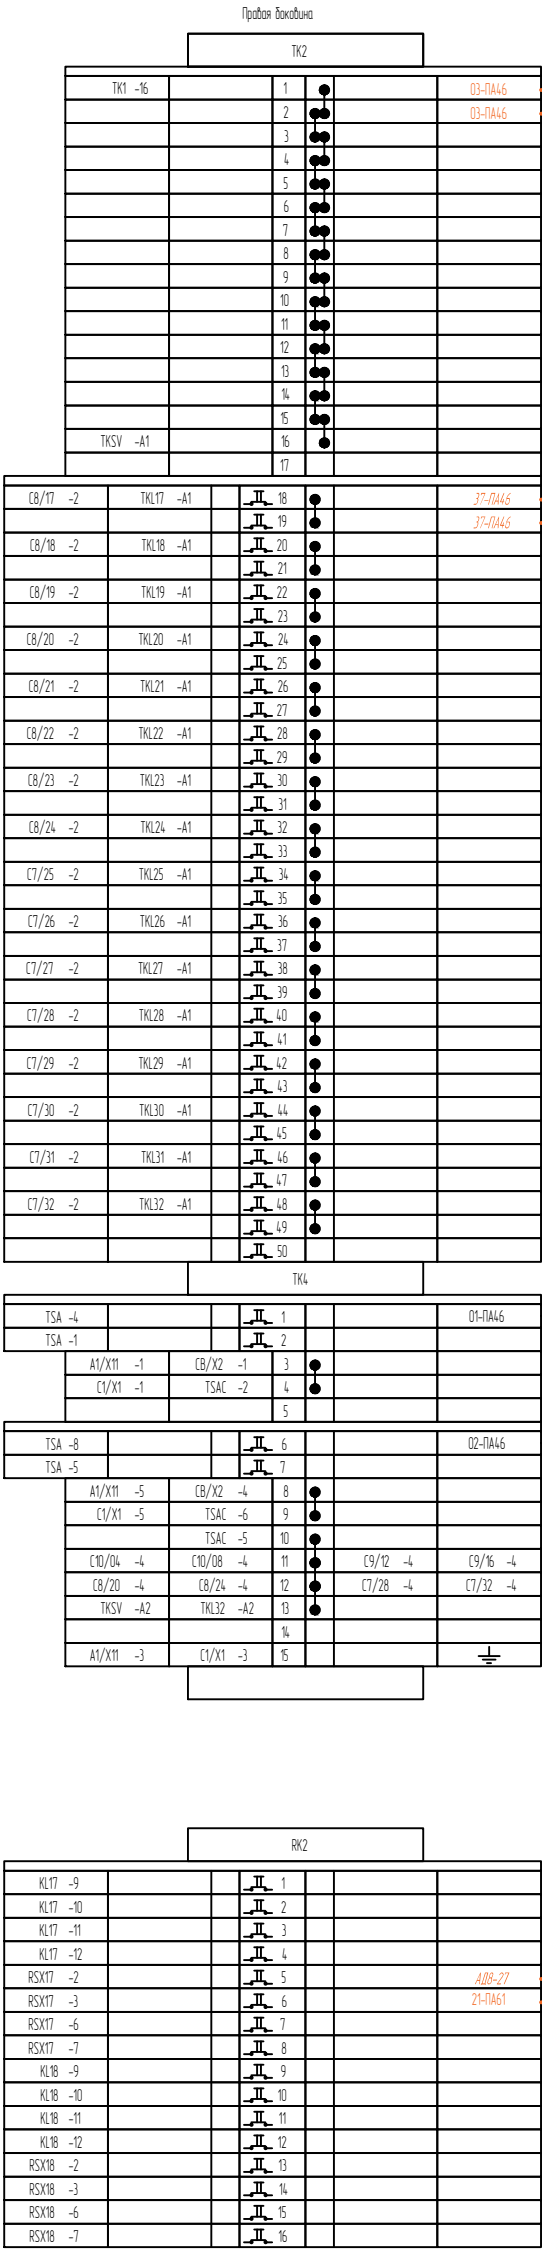 Правая боковина
TK2
TK1 -16 1 03-ПА46
2 03-ПА46
3
4
5
6
7
8
9
10
11
12
13
14
15
TKSV -A1 16
17
C8/17 -2 TKL17 -A1 18 37-ПА46
19 37-ПА46
C8/18 -2 TKL18 -A1 20
21
C8/19 -2 TKL19 -A1 22
23
C8/20 -2 TKL20 -A1 24
25
C8/21 -2 TKL21 -A1 26
27
C8/22 -2 TKL22 -A1 28
29
C8/23 -2 TKL23 -A1 30
31
C8/24 -2 TKL24 -A1 32
33
C7/25 -2 TKL25 -A1 34
35
C7/26 -2 TKL26 -A1 36
37
C7/27 -2 TKL27 -A1 38
39
C7/28 -2 TKL28 -A1 40
41
C7/29 -2 TKL29 -A1 42
43
C7/30 -2 TKL30 -A1 44
45
C7/31 -2 TKL31 -A1 46
47
C7/32 -2 TKL32 -A1 48
49
50
TK4
TSA -4 1 01-ПА46
TSA -1 2
A1/X11 -1 CB/X2 -1 3
C1/X1 -1 TSAC -2 4
5
TSA -8 6 02-ПА46
TSA -5 7
A1/X11 -5 CB/X2 -4 8
C1/X1 -5 TSAC -6 9
TSAC -5 10
C10/04 -4 C10/08 -4 11 C9/12 -4 C9/16 -4
C8/20 -4 C8/24 -4 12 C7/28 -4 C7/32 -4
TKSV -A2 TKL32 -A2 13
14
A1/X11 -3 C1/X1 -3 15
RK2
KL17 -9 1
KL17 -10 2
KL17 -11 3
KL17 -12 4
RSX17 -2 5 АД8-27
RSX17 -3 6 21-ПА61
RSX17 -6 7
RSX17 -7 8
KL18 -9 9
KL18 -10 10
KL18 -11 11
KL18 -12 12
RSX18 -2 13
RSX18 -3 14
RSX18 -6 15
RSX18 -7 16